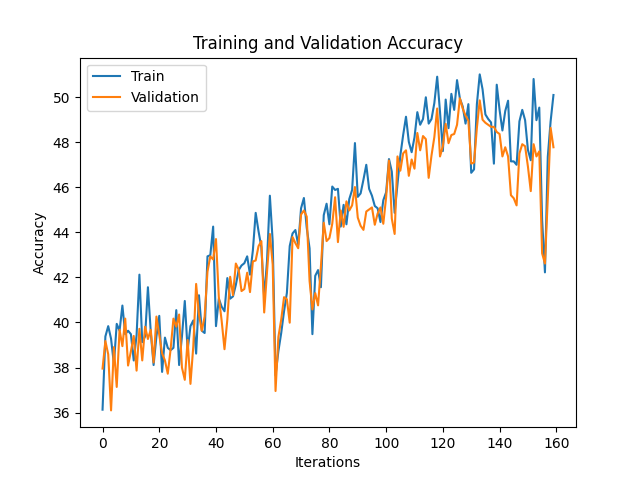 Training and Validation Accuracy
Train
Validation
50
48
46
44
42
40
38
36
Accuracy
0 20 40 60 80 100 120 140 160
Iterations